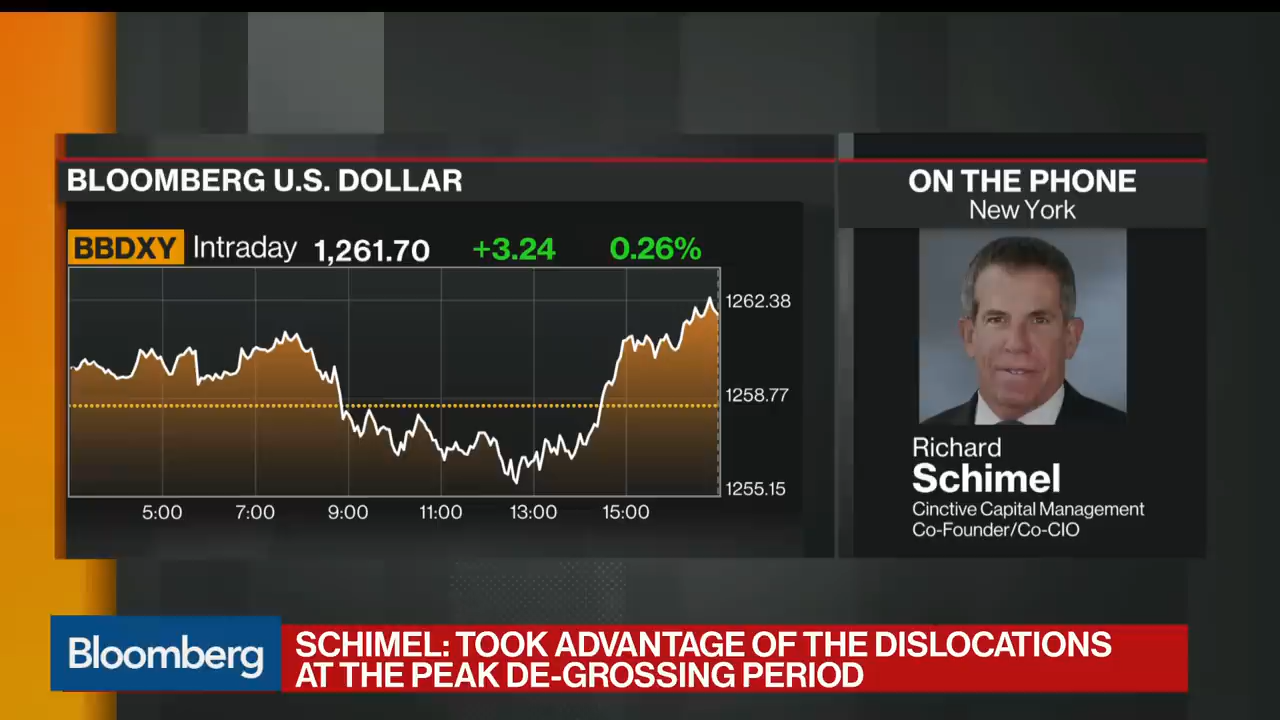 BLOOMBERG U.S. DOLLAR
BBDXY Intraday 1,261.70 +3.24 0.26%
1262.38
1258.77
1255.15
5:00 7:00 9:00 11:00 13:00 15:00
ON THE PHONE
New York
Richard
Schimel
Cinctive Capital Management
Co-Founder/Co-CIO
Bloomberg
SCHIMEL: TOOK ADVANTAGE OF THE DISLOCATIONS
AT THE PEAK DE-GROSSING PERIOD